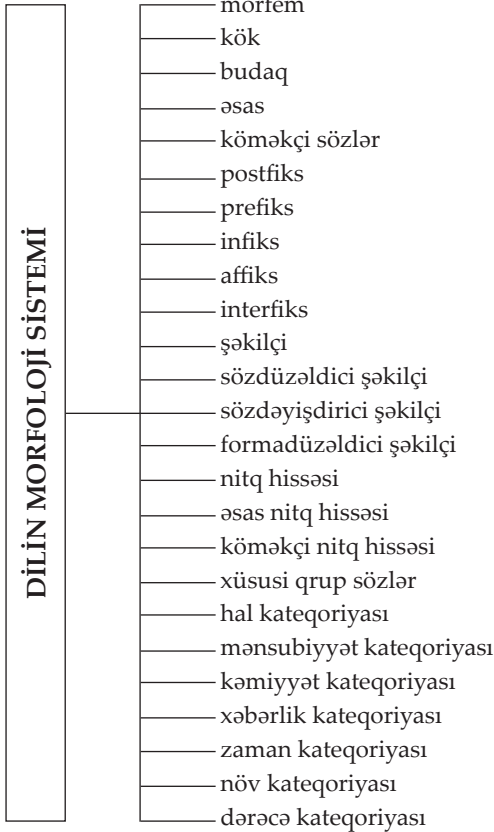 DİLİN MORFOLOJİ SİSTEMİ
morfem
kök
budaq
əsas
köməkçi sözlər
postfiks
prefiks
infiks
affiks
interfiks
şəkilçi
sözdüzəldici şəkilçi
sözdəyişdirici şəkilçi
formadüzəldici şəkilçi
nitq hissəsi
əsas nitq hissəsi
köməkçi nitq hissəsi
xüsusi qrup sözlər
hal kateqoriyası
mənsubiyyət kateqoriyası
kəmiyyət kateqoriyası
xəbərlik kateqoriyası
zaman kateqoriyası
növ kateqoriyası
dərəcə kateqoriyası